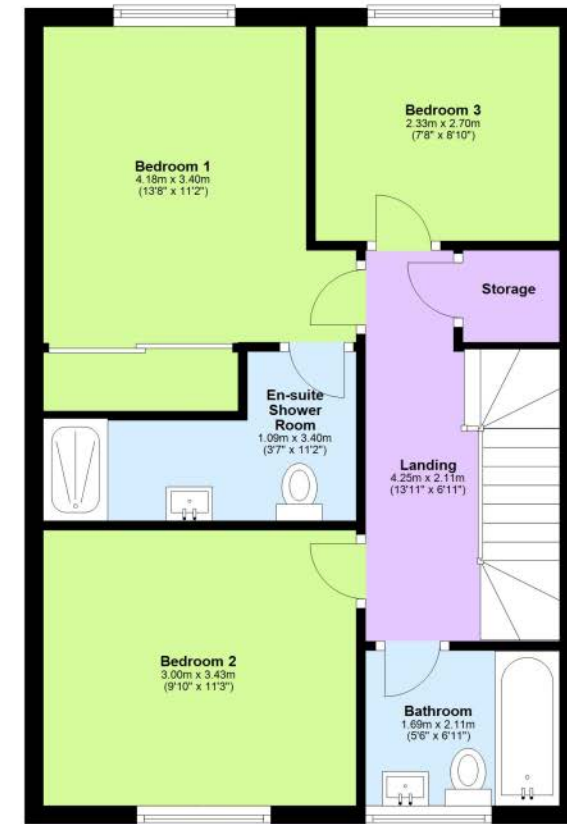 Bedroom 3
2.33m x 2.70m
(7'8" x 8'10")
Bedroom 1
4.18m x 3.40m
(13'8" x 11'2")
Storage
En-suite
Shower
Room
1.09m x 3.40m
(3'7" x 11'2")
Landing
4.25m x 2.11m
(13'11" x 6'11")
Bedroom 2
3.00m x 3.43m
(9'10" x 11'3")
Bathroom
1.69m x 2.11m
(5'6" x 6'11")